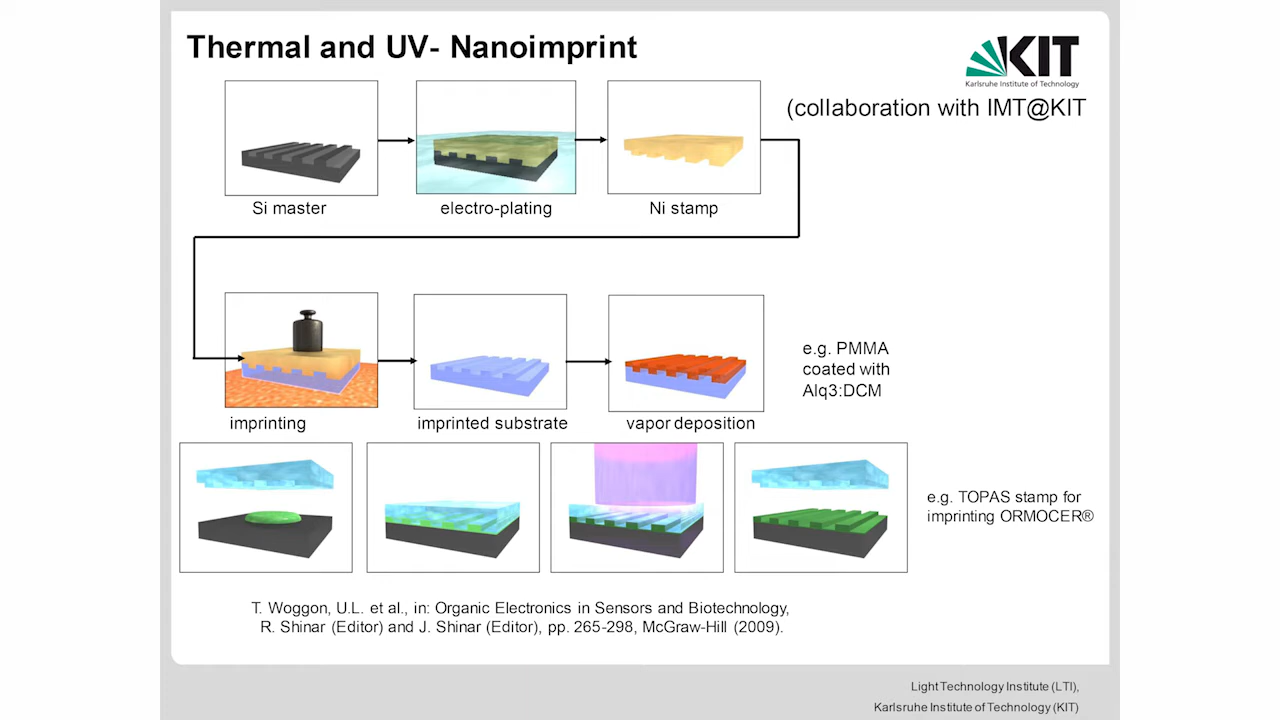 Thermal and UV- Nanoimprint
KIT
Karlsruhe Institute of Technology
(collaboration with IMT@KIT
Si master
electro-plating
Ni stamp
e.g. PMMA
coated with
Alq3:DCM
imprinting
imprinted substrate
vapor deposition
e.g. TOPAS stamp for
imprinting ORMOCER®
T. Woggon, U.L. et al., in: Organic Electronics in Sensors and Biotechnology,
R. Shinar (Editor) and J. Shinar (Editor), pp. 265-298, McGraw-Hill (2009).
Light Technology Institute (LTI),
Karlsruhe Institute of Technology (KIT)